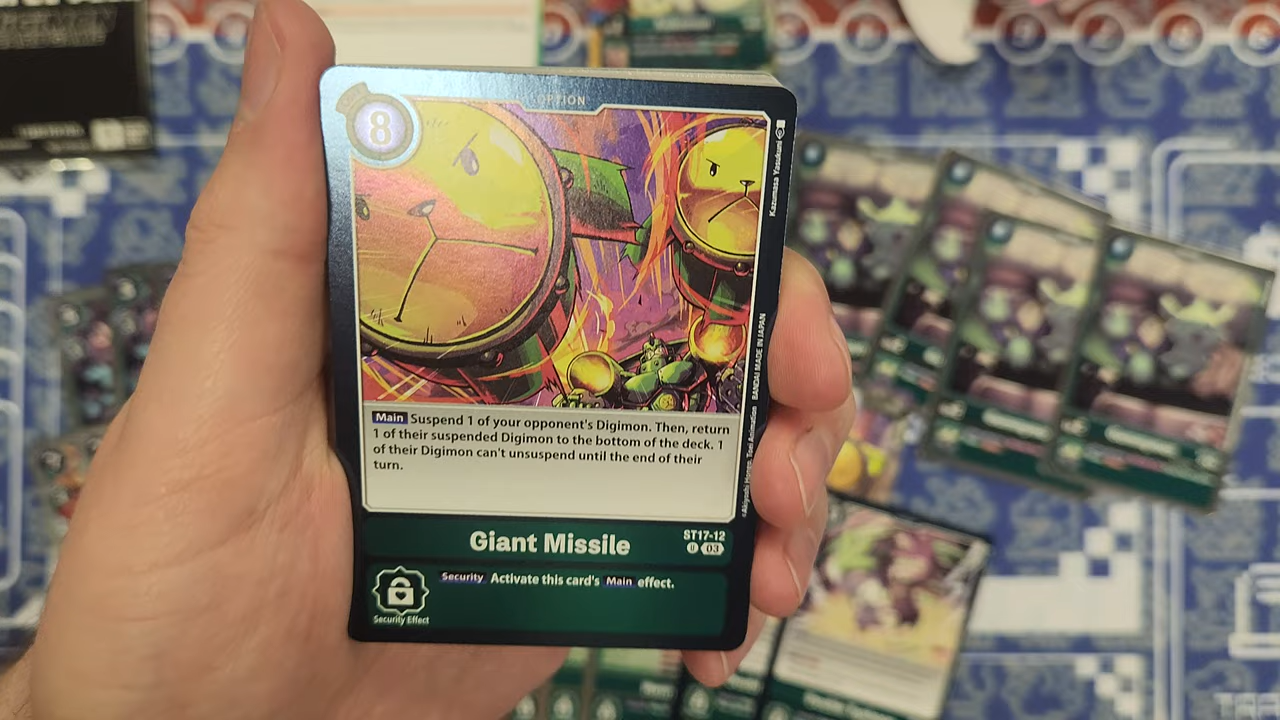 OPTION
8
Kazumasa Yasukuni
Main Suspend 1 of your opponent's Digimon. Then, return
1 of their suspended Digimon to the bottom of the deck. 1
of their Digimon can't unsuspend until the end of their
turn.
©Akiyoshi Hongo, Toei Animation BANDAI MADE IN JAPAN
Giant Missile
ST17-12
U 03
Security Activate this card's Main effect.
Security Effect